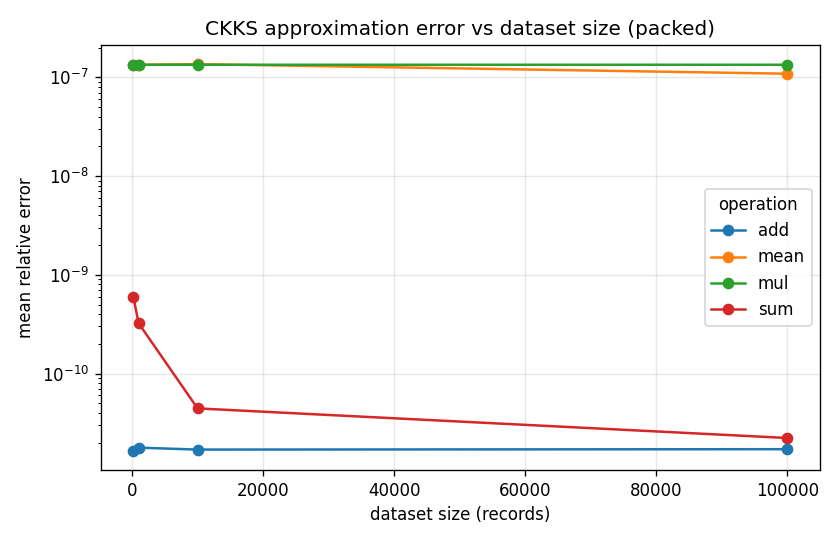 CKKS approximation error vs dataset size (packed)
mean relative error
10⁻⁷
10⁻⁸
10⁻⁹
10⁻¹⁰
operation
add
mean
mul
sum
0 20000 40000 60000 80000 100000
dataset size (records)